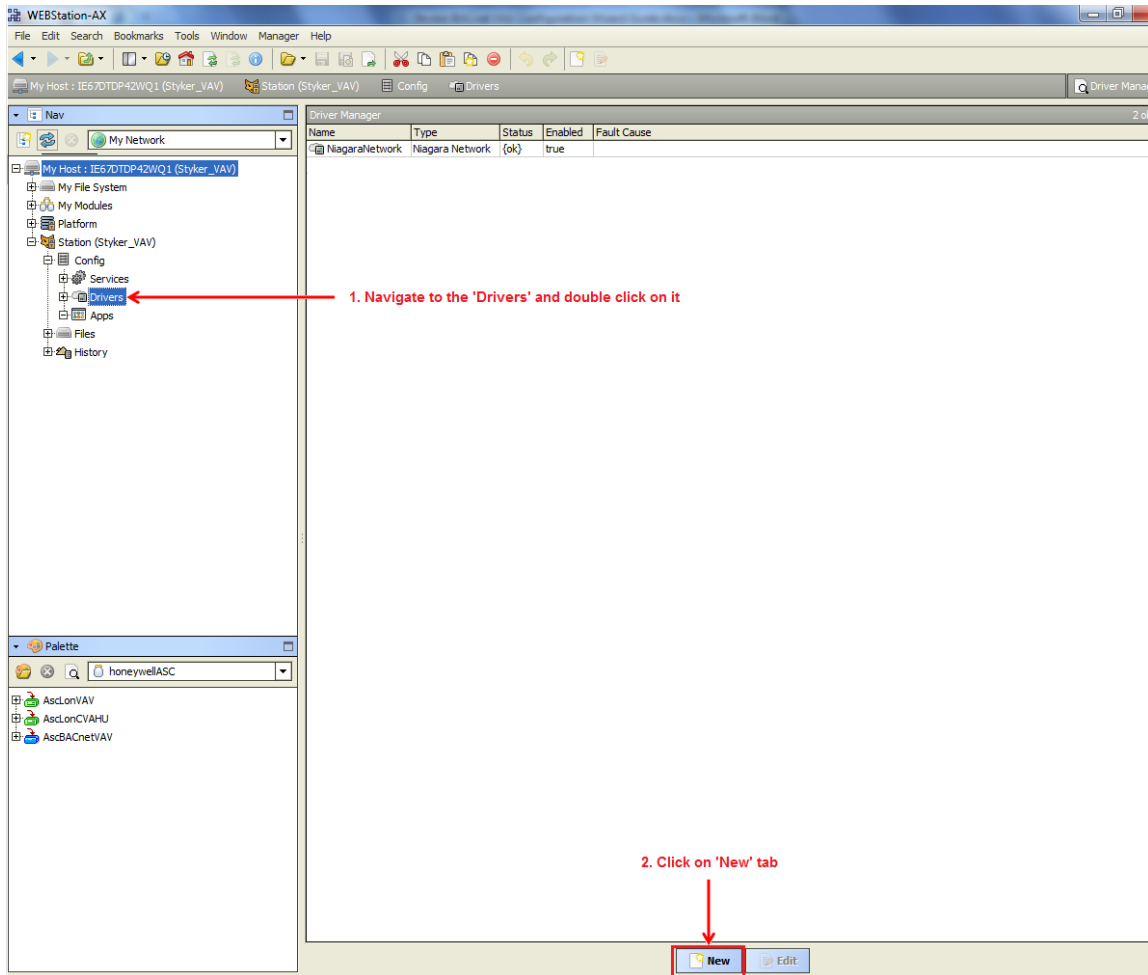 WEBStation-AX
File Edit Search Bookmarks Tools Window Manager Help
My Host : IE67DTDP42WQ1 (Styker_VAV) Station (Styker_VAV) Config Drivers Driver Mana
Nav
My Network
My Host : IE67DTDP42WQ1 (Styker_VAV)
My File System
My Modules
Platform
Station (Styker_VAV)
Config
Services
Drivers
Apps
Files
History
Driver Manager 2 o
Name Type Status Enabled Fault Cause
NiagaraNetwork Niagara Network {ok} true
1. Navigate to the 'Drivers' and double click on it
Palette
honeywellASC
AscLonVAV
AscLonCVAHU
AscBACnetVAV
2. Click on 'New' tab
New Edit